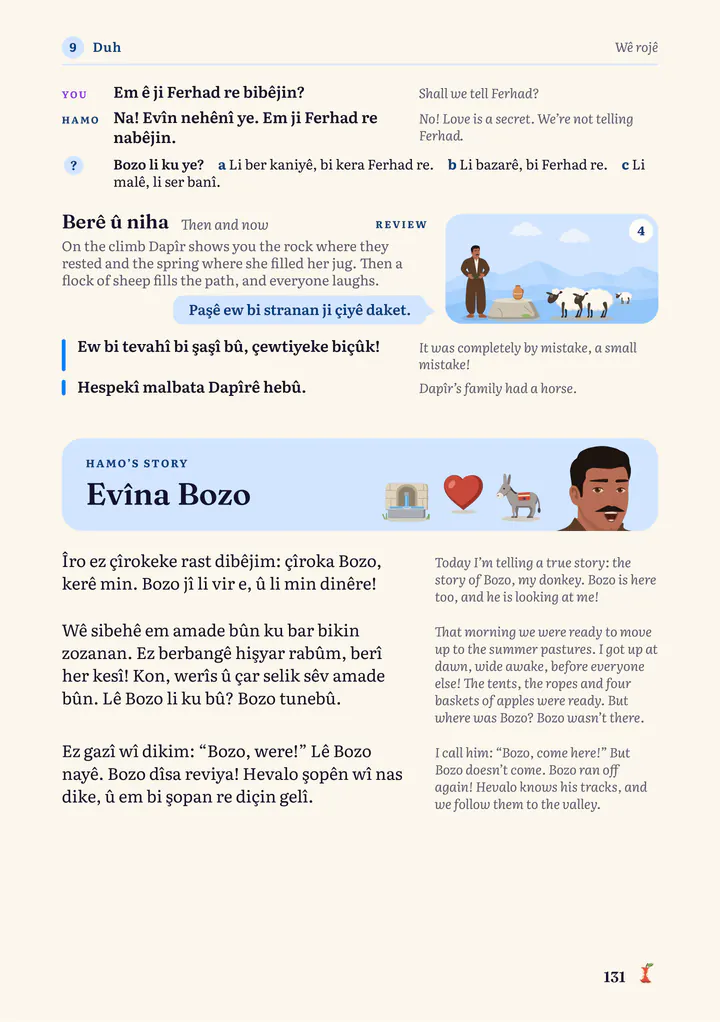 9 Duh
Wê rojê
YOU Em ê ji Ferhad re bibêjin?
Shall we tell Ferhad?
HAMO Na! Evîn nehênî ye. Em ji Ferhad re
nabêjin.
No! Love is a secret. We’re not telling
Ferhad.
? Bozo li ku ye? a Li ber kaniyê, bi kera Ferhad re. b Li bazarê, bi Ferhad re. c Li
malê, li ser banî.
Berê û niha Then and now REVIEW
On the climb Dapîr shows you the rock where they
rested and the spring where she filled her jug. Then a
flock of sheep fills the path, and everyone laughs.
4
Paşê ew bi stranan ji çiyê daket.
Ew bi tevahî bi şaşî bû, çewtiyeke biçûk!
It was completely by mistake, a small
mistake!
Hespekî malbata Dapîrê hebû.
Dapîr’s family had a horse.
HAMO’S STORY
Evîna Bozo
Îro ez çîrokeke rast dibêjim: çîroka Bozo,
kerê min. Bozo jî li vir e, û li min dinêre!
Today I’m telling a true story: the
story of Bozo, my donkey. Bozo is here
too, and he is looking at me!
Wê sibehê em amade bûn ku bar bikin
zozanan. Ez berbangê hişyar rabûm, berî
her kesî! Kon, werîs û çar selik sêv amade
bûn. Lê Bozo li ku bû? Bozo tunebû.
That morning we were ready to move
up to the summer pastures. I got up at
dawn, wide awake, before everyone
else! The tents, the ropes and four
baskets of apples were ready. But
where was Bozo? Bozo wasn’t there.
Ez gazî wî dikim: “Bozo, were!” Lê Bozo
nayê. Bozo dîsa reviya! Hevalo şopên wî nas
dike, û em bi şopan re diçin gelî.
I call him: “Bozo, come here!” But
Bozo doesn’t come. Bozo ran off
again! Hevalo knows his tracks, and
we follow them to the valley.
131